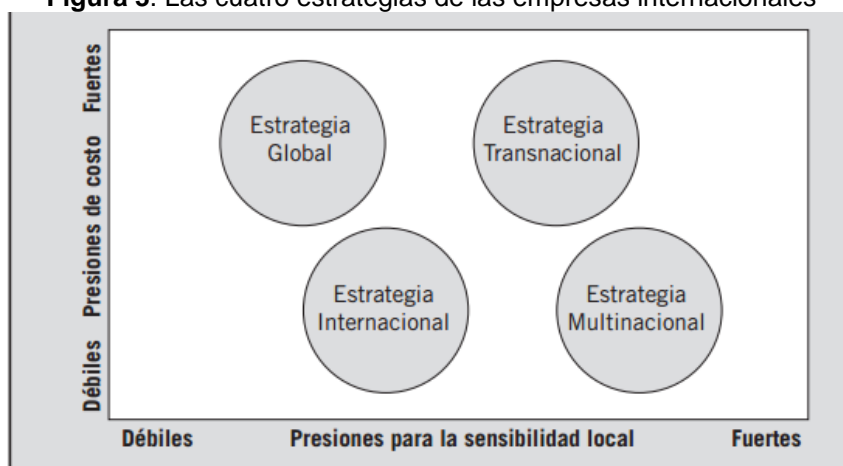 Figura 5. Las cuatro estrategias de las empresas internacionales
Fuertes
Presiones de costo
Débiles
Estrategia
Global
Estrategia
Transnacional
Estrategia
Internacional
Estrategia
Multinacional
Débiles
Presiones para la sensibilidad local
Fuertes